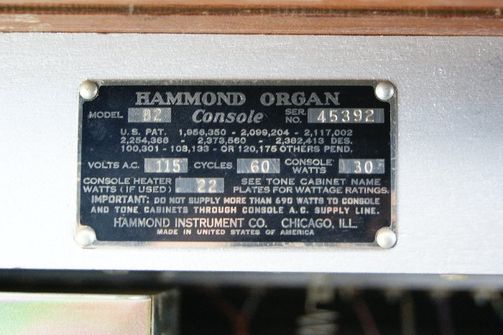 HAMMOND ORGAN
MODEL B2 Console SER. NO. 45392
U.S. PAT. 1,956,350 - 2,099,204 - 2,117,002
2,254,366 - 2,373,560 - 2,382,413 DES.
100,301 - 103,133 - OR 120,175 OTHERS PEND.
VOLTS A.C. 115 CYCLES 60 CONSOLE WATTS 30
CONSOLE HEATER WATTS (IF USED) 22 SEE TONE CABINET NAME PLATES FOR WATTAGE RATINGS.
IMPORTANT: DO NOT SUPPLY MORE THAN 690 WATTS TO CONSOLE
AND TONE CABINETS THROUGH CONSOLE A.C. SUPPLY LINE.
HAMMOND INSTRUMENT CO. CHICAGO, ILL.
MADE IN UNITED STATES OF AMERICA